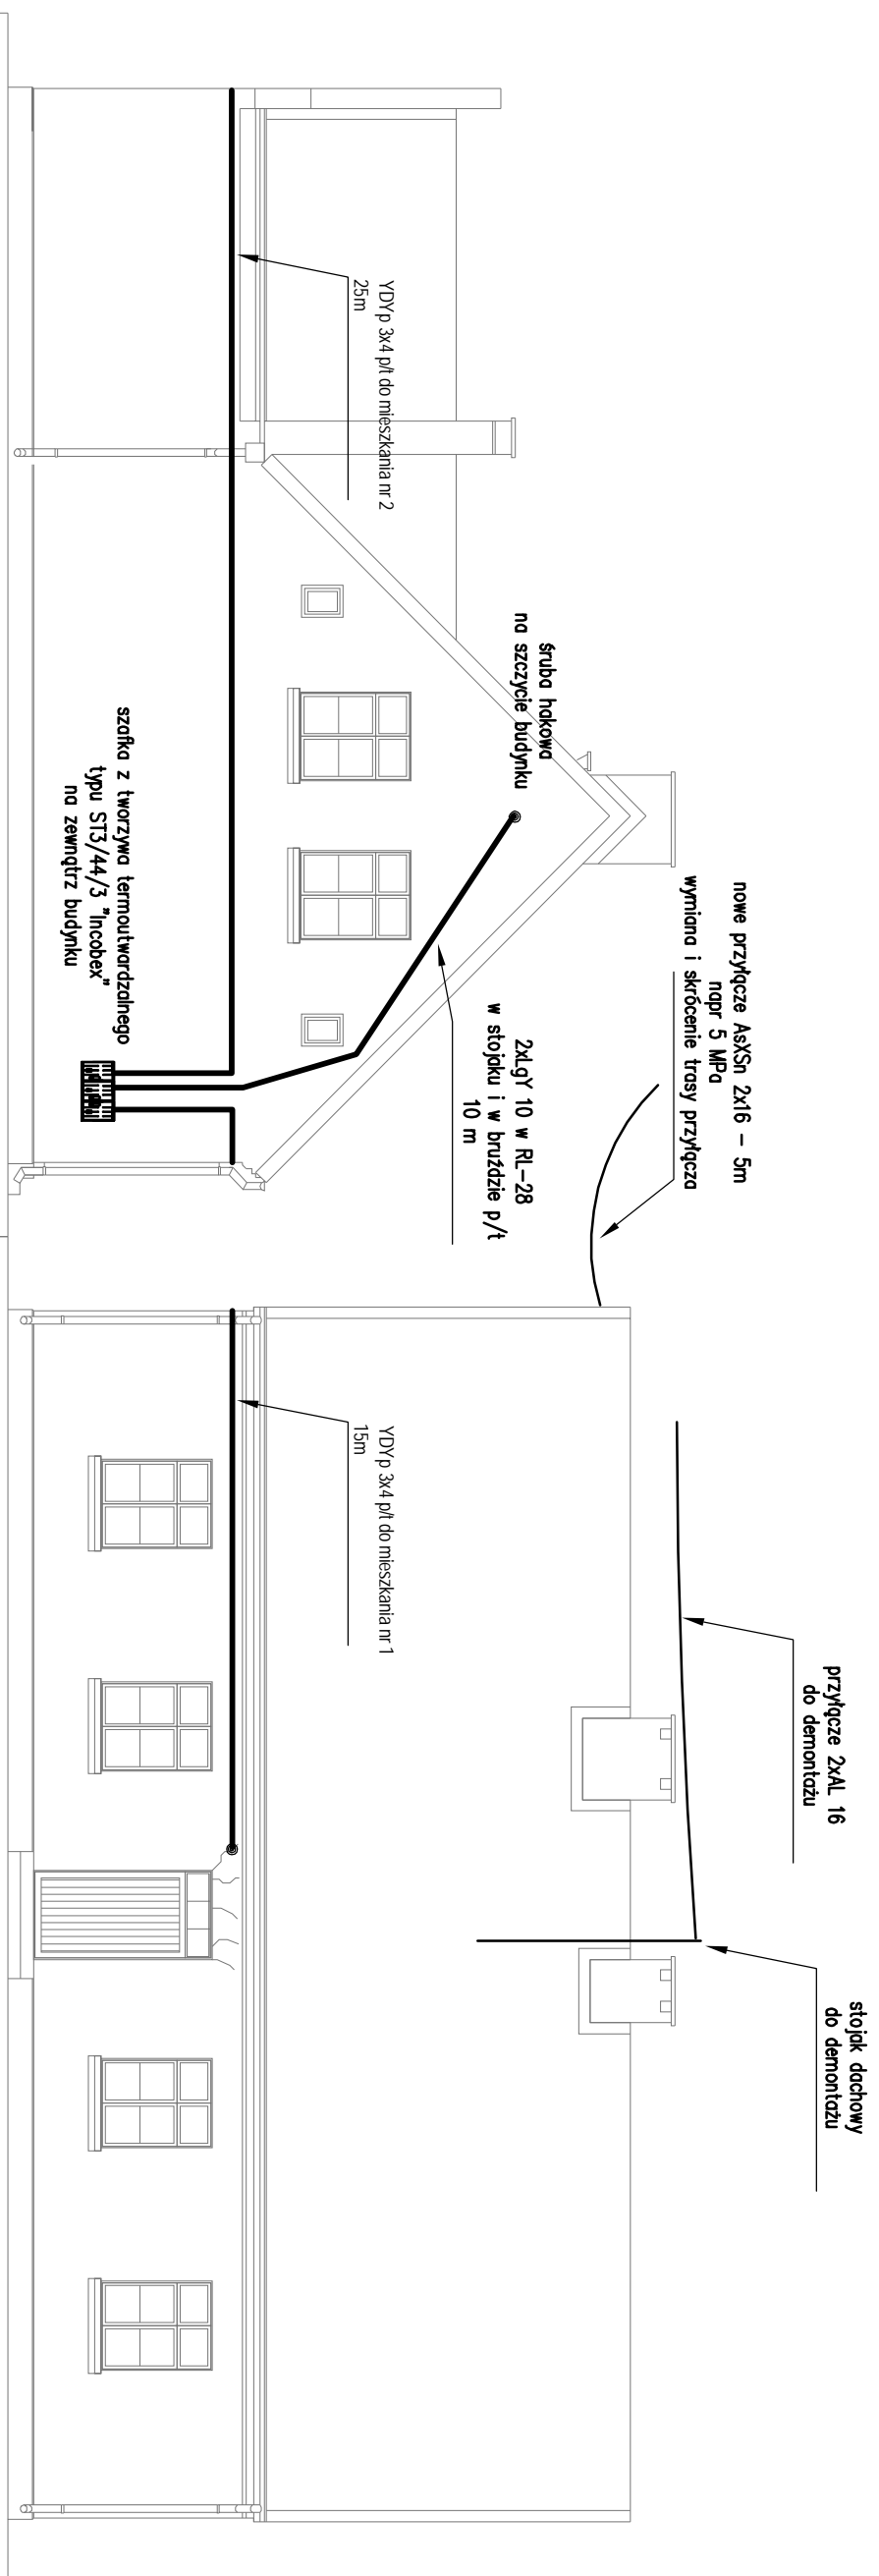 YDYp 3x4 p/t do mieszkania nr 2
25m
śruba hakowa
na szczycie budynku
szafka z tworzywa termoutwardzalnego
typu ST3/44/3 "Incobex"
na zewnątrz budynku
nowe przyłącze AsXSn 2x16 – 5m
napr 5 MPa
wymiana i skrócenie trasy przyłącza
2xLgY 10 w RL–28
w stojaku i w bruździe p/t
10 m
YDYp 3x4 p/t do mieszkania nr 1
15m
przyłącze 2xAL 16
do demontażu
stojak dachowy
do demontażu